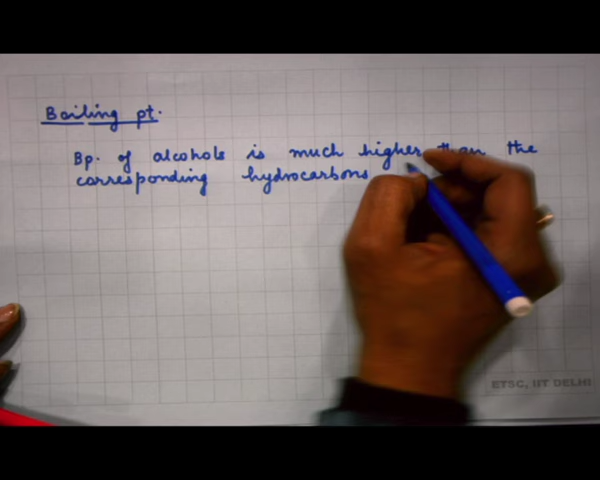 Boiling pt.
Bp. of alcohols is much higher than the
corresponding hydrocarbons
ETSC, IIT DELHI